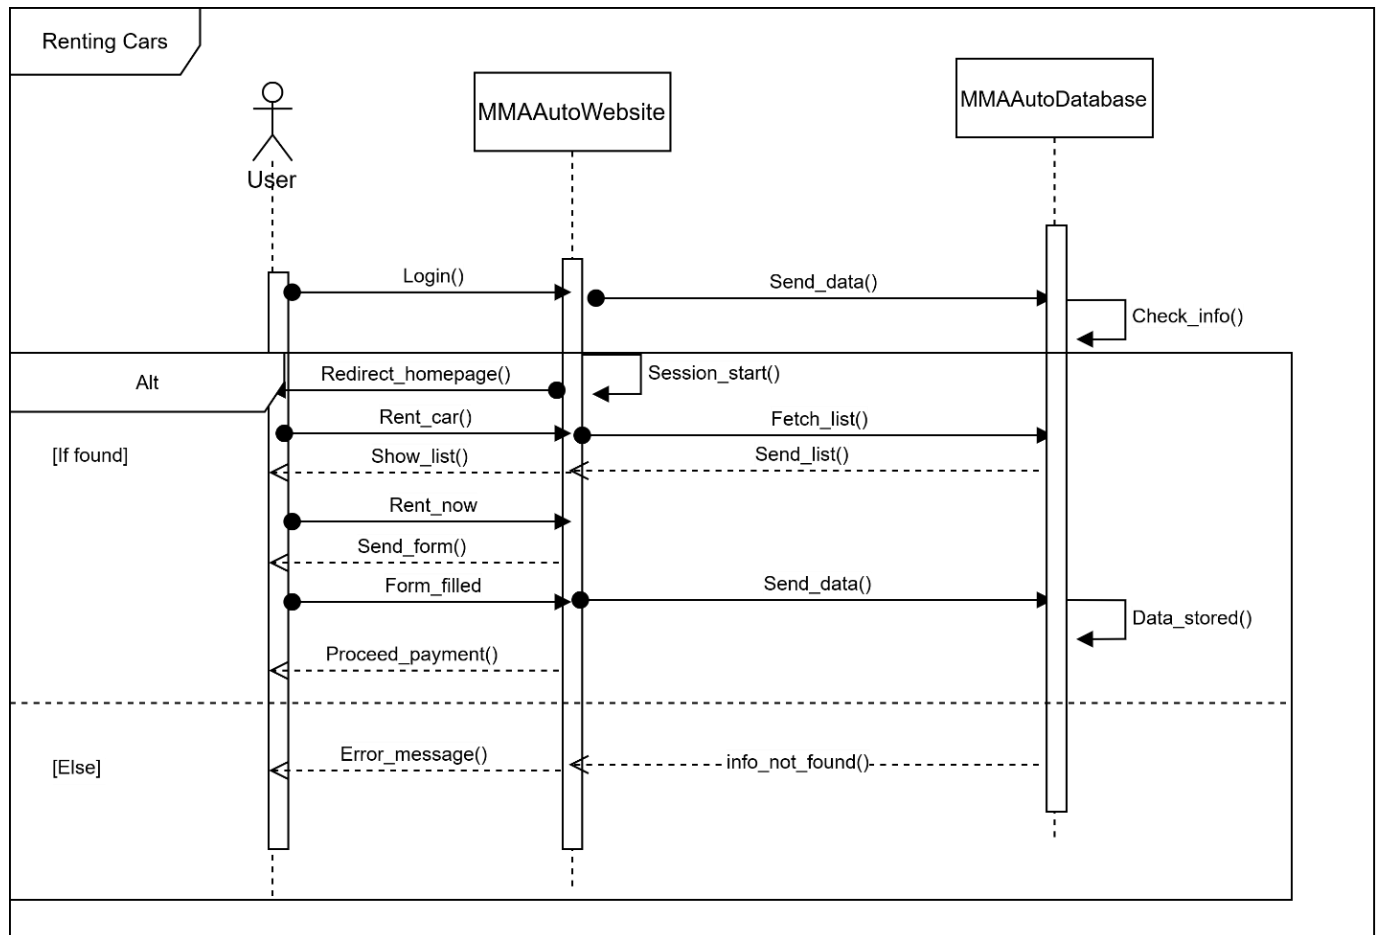 Renting Cars
MMAAutoWebsite
MMAAutoDatabase
User
Login()
Send_data()
Check_info()
Alt
Redirect_homepage()
Session_start()
Rent_car()
Fetch_list()
[If found]
Show_list()
Send_list()
Rent_now
Send_form()
Form_filled
Send_data()
Data_stored()
Proceed_payment()
[Else]
Error_message()
info_not_found()